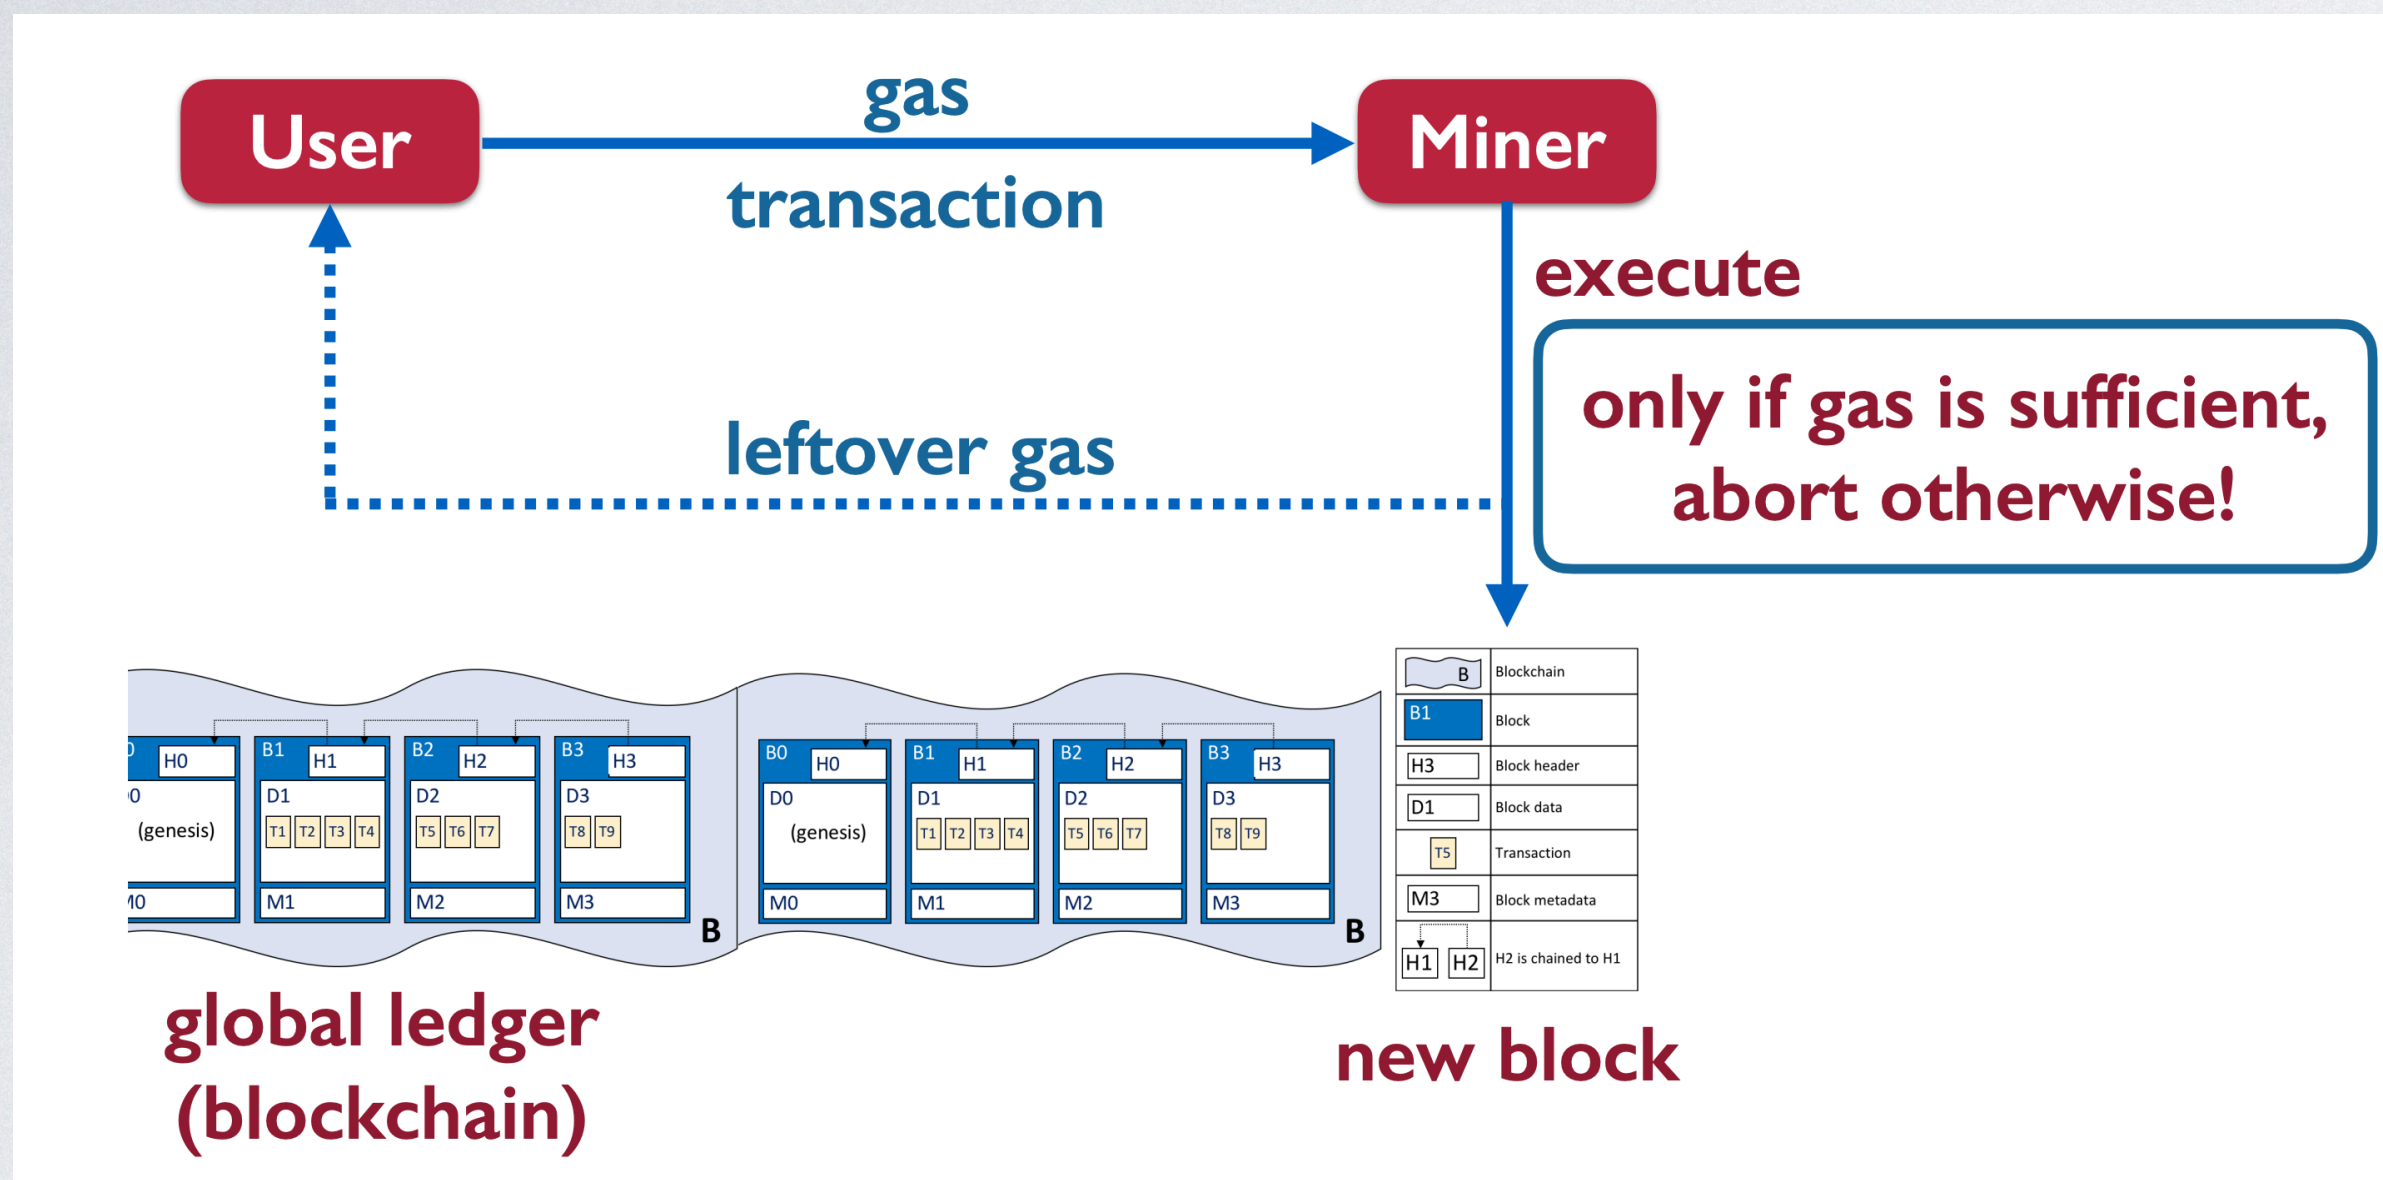 gas
User
Miner
transaction
execute
only if gas is sufficient,
abort otherwise!
leftover gas
H0
B1
H1
B2
H2
B3
H3
D1
D2
D3
(genesis)
T1 T2 T3 T4
T5 T6 T7
T8 T9
M1
M2
M3
B
B0
H0
B1
H1
B2
H2
B3
H3
D0
D1
D2
D3
(genesis)
T1 T2 T3 T4
T5 T6 T7
T8 T9
M0
M1
M2
M3
B
B Blockchain
B1 Block
H3 Block header
D1 Block data
T5 Transaction
M3 Block metadata
H1 H2 H2 is chained to H1
global ledger
(blockchain)
new block